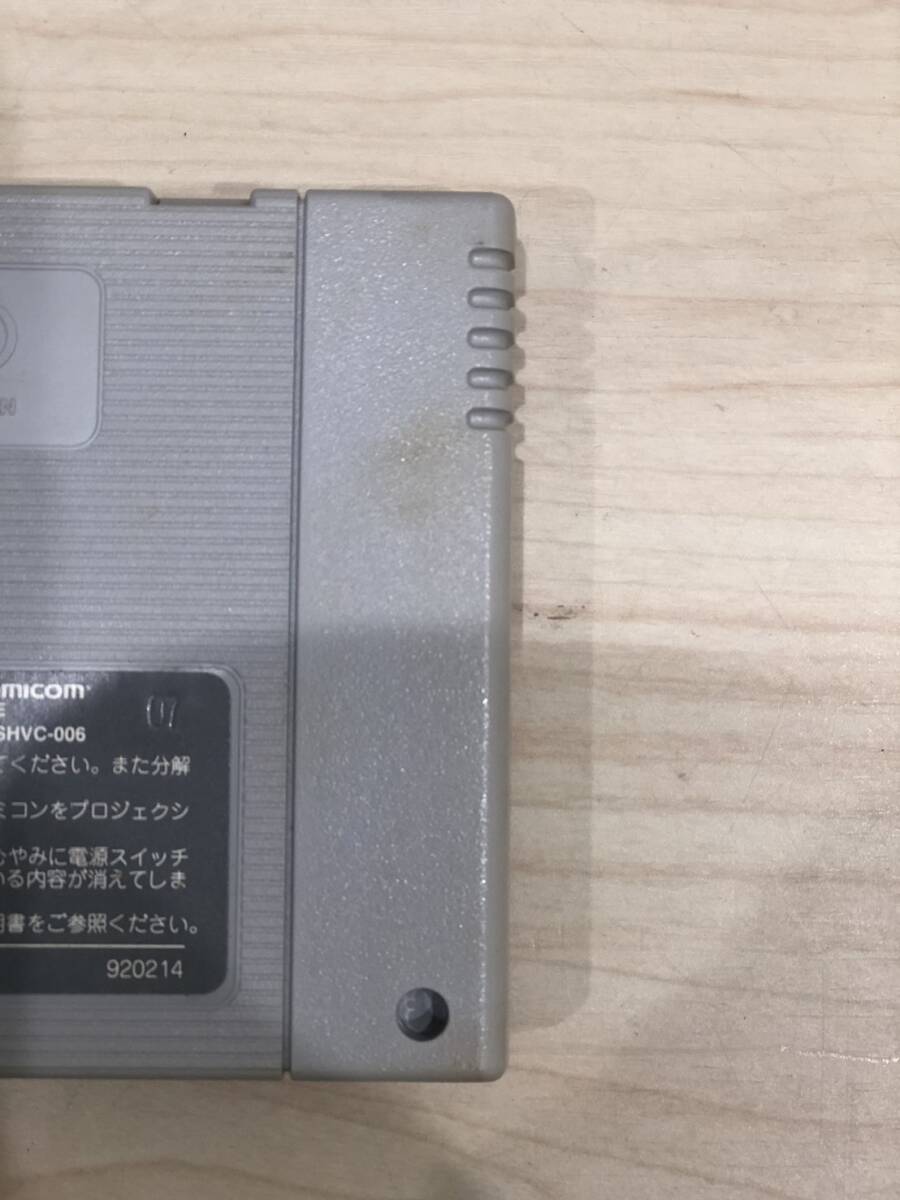 amicom
E
SHVC-006
てください。また分解
ミコンをプロジェクシ
むやみに電源スイッチ
いる内容が消えてしま
明書をご参照ください。
920214